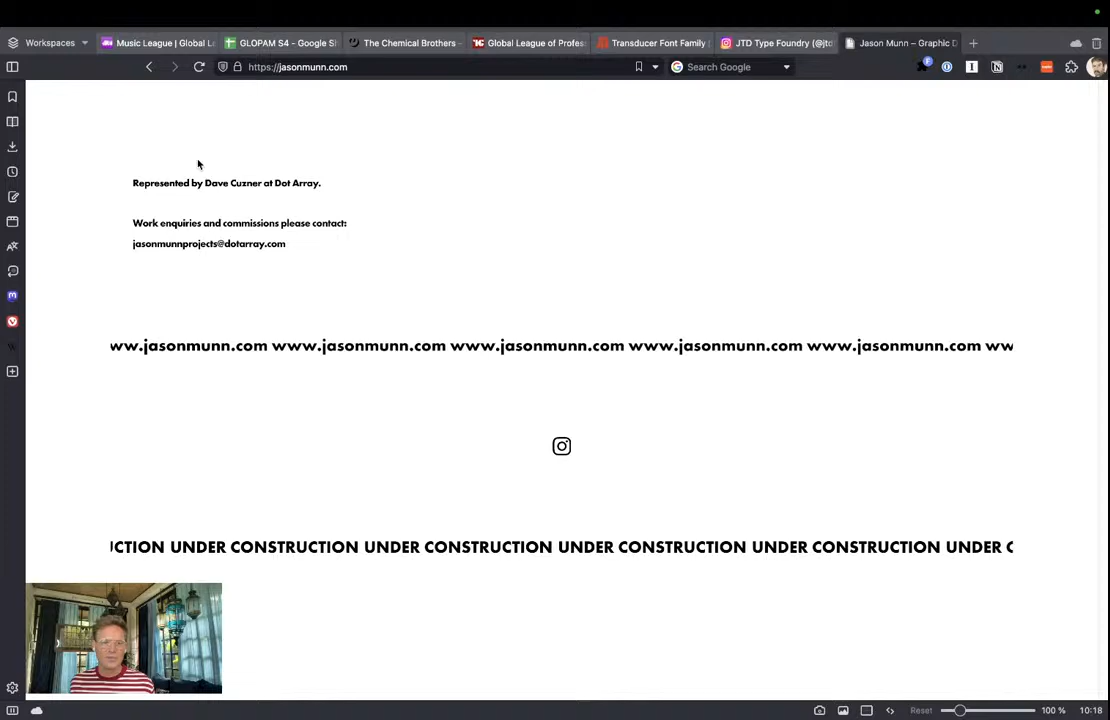 Workspaces
Music League | Global L
GLOPAM S4 - Google S
The Chemical Brothers -
Global League of Profes
Transducer Font Family
JTD Type Foundry (@jtd
Jason Munn – Graphic D
https://jasonmunn.com
Search Google
Represented by Dave Cuzner at Dot Array.
Work enquiries and commissions please contact:
jasonmunnprojects@dotarray.com
ww.jasonmunn.com www.jasonmunn.com www.jasonmunn.com www.jasonmunn.com www.jasonmunn.com ww
UCTION UNDER CONSTRUCTION UNDER CONSTRUCTION UNDER CONSTRUCTION UNDER CONSTRUCTION UNDER C
Reset
100 %
10:18